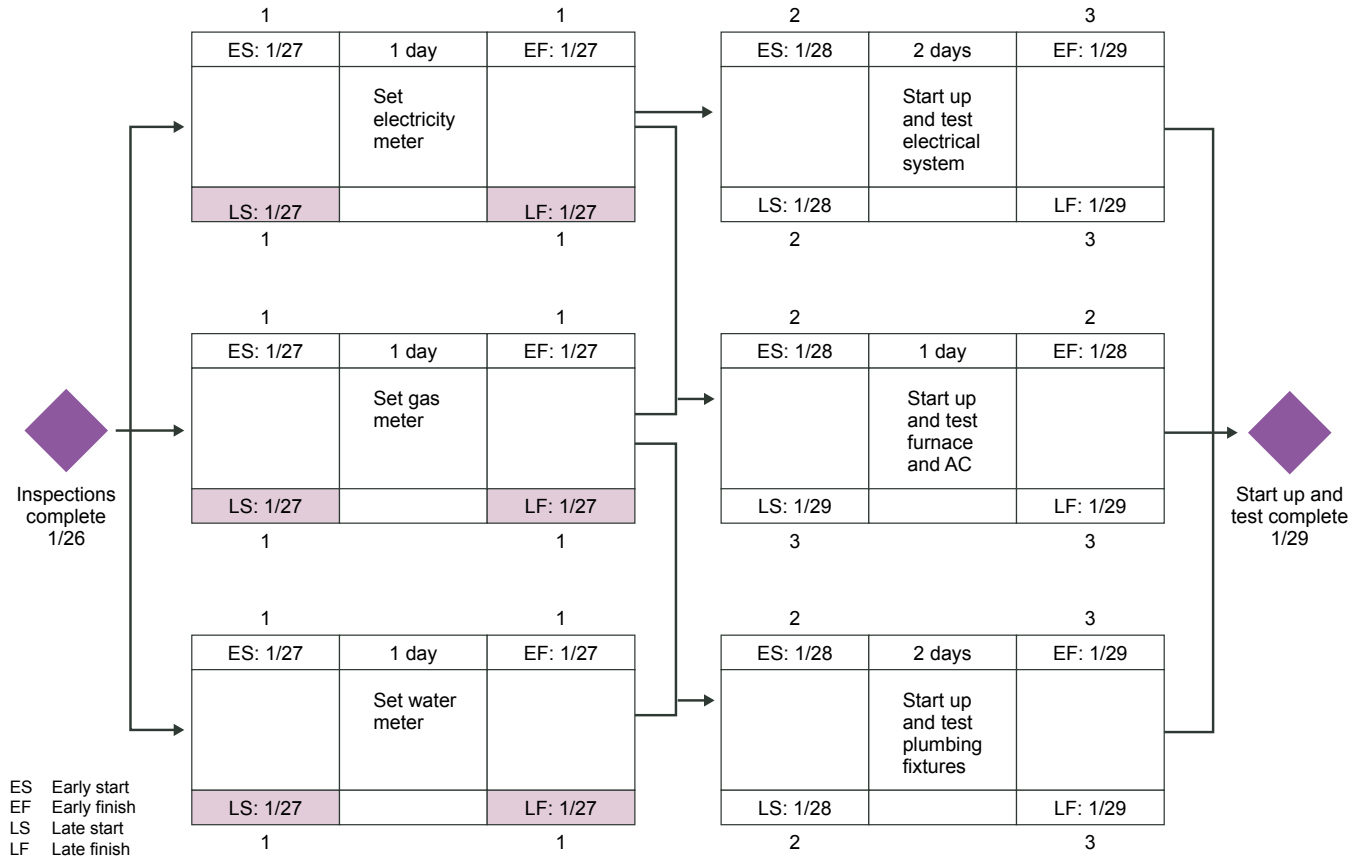 1 1 2 3
ES: 1/27 1 day EF: 1/27 ES: 1/28 2 days EF: 1/29
Set
electricity
meter
Start up
and test
electrical
system
LS: 1/27 LF: 1/27 LS: 1/28 LF: 1/29
1 1 2 3
1 1 2 2
ES: 1/27 1 day EF: 1/27 ES: 1/28 1 day EF: 1/28
Set gas
meter
Start up
and test
furnace
and AC
LS: 1/27 LF: 1/27 LS: 1/29 LF: 1/29
1 1 3 3
Inspections
complete
1/26
Start up and
test complete
1/29
1 1 2 3
ES: 1/27 1 day EF: 1/27 ES: 1/28 2 days EF: 1/29
Set water
meter
Start up
and test
plumbing
fixtures
LS: 1/27 LF: 1/27 LS: 1/28 LF: 1/29
1 1 2 3
ES Early start
EF Early finish
LS Late start
LF Late finish